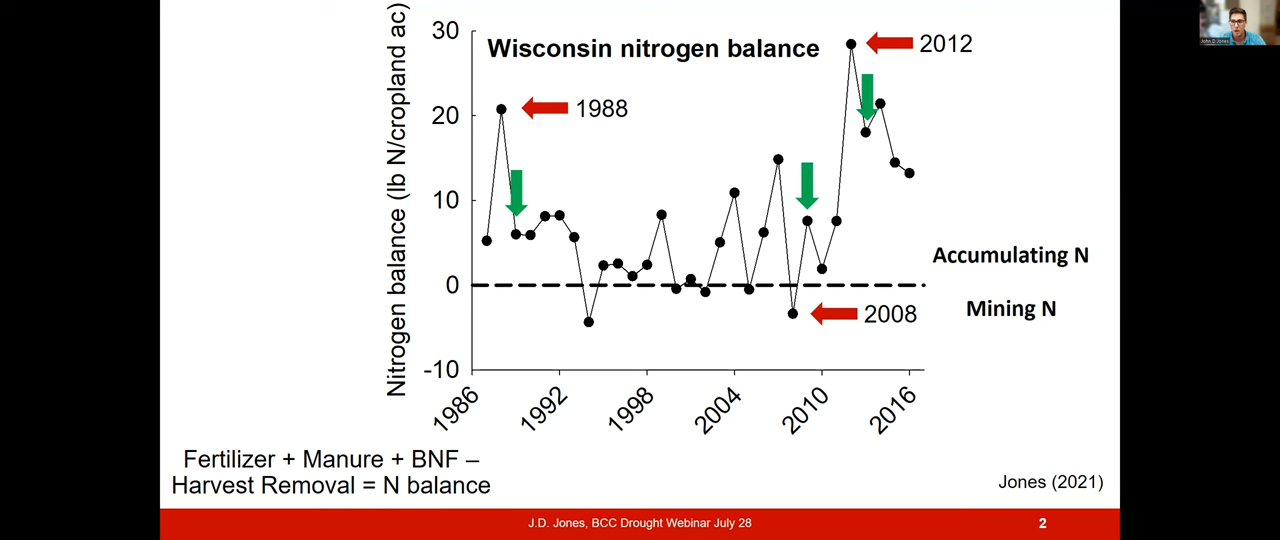 Wisconsin nitrogen balance
Nitrogen balance (lb N/cropland ac)
30
20
10
0
-10
1986
1992
1998
2004
2010
2016
1988
2012
2008
Accumulating N
Mining N
Fertilizer + Manure + BNF –
Harvest Removal = N balance
Jones (2021)
J.D. Jones, BCC Drought Webinar July 28
2
John D Jones